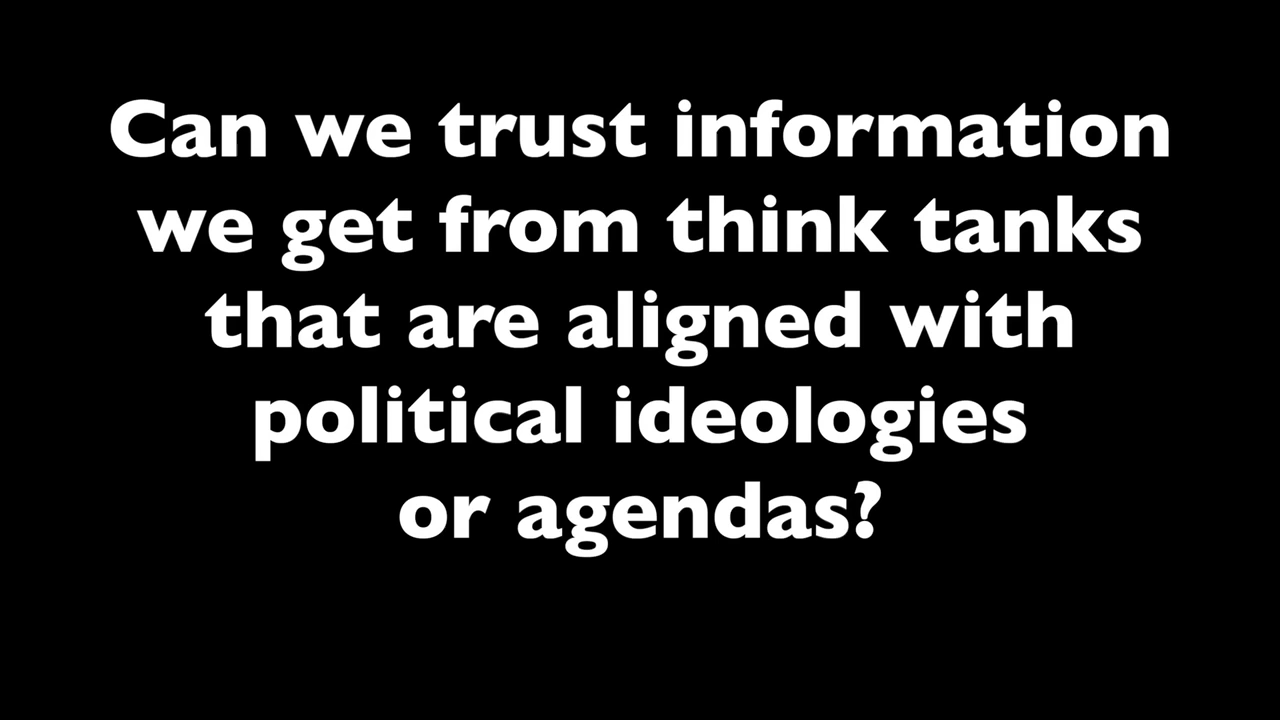 Can we trust information
we get from think tanks
that are aligned with
political ideologies
or agendas?